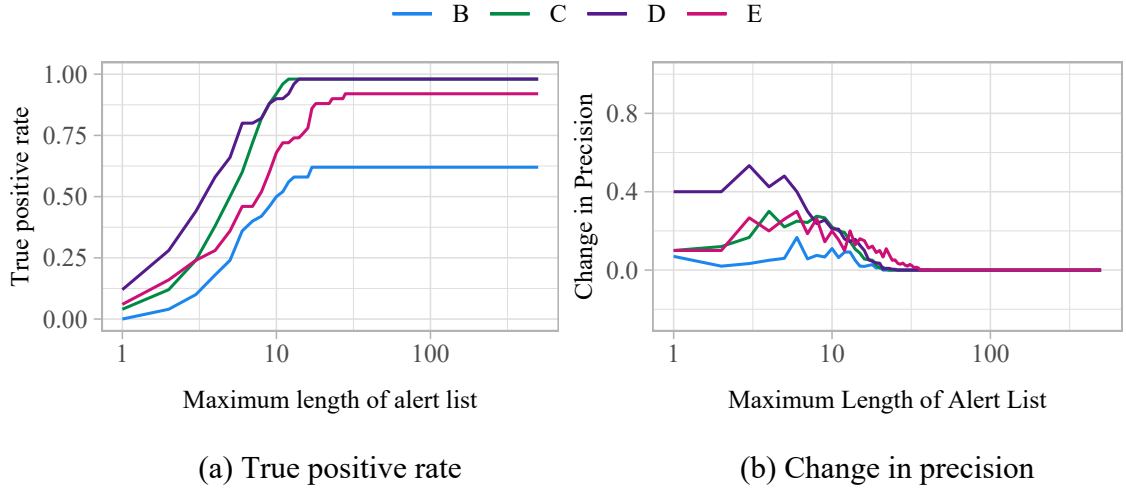 B C D E
True positive rate
1.00
0.75
0.50
0.25
0.00
1 10 100
Maximum length of alert list
(a) True positive rate
Change in Precision
0.8
0.4
0.0
1 10 100
Maximum Length of Alert List
(b) Change in precision